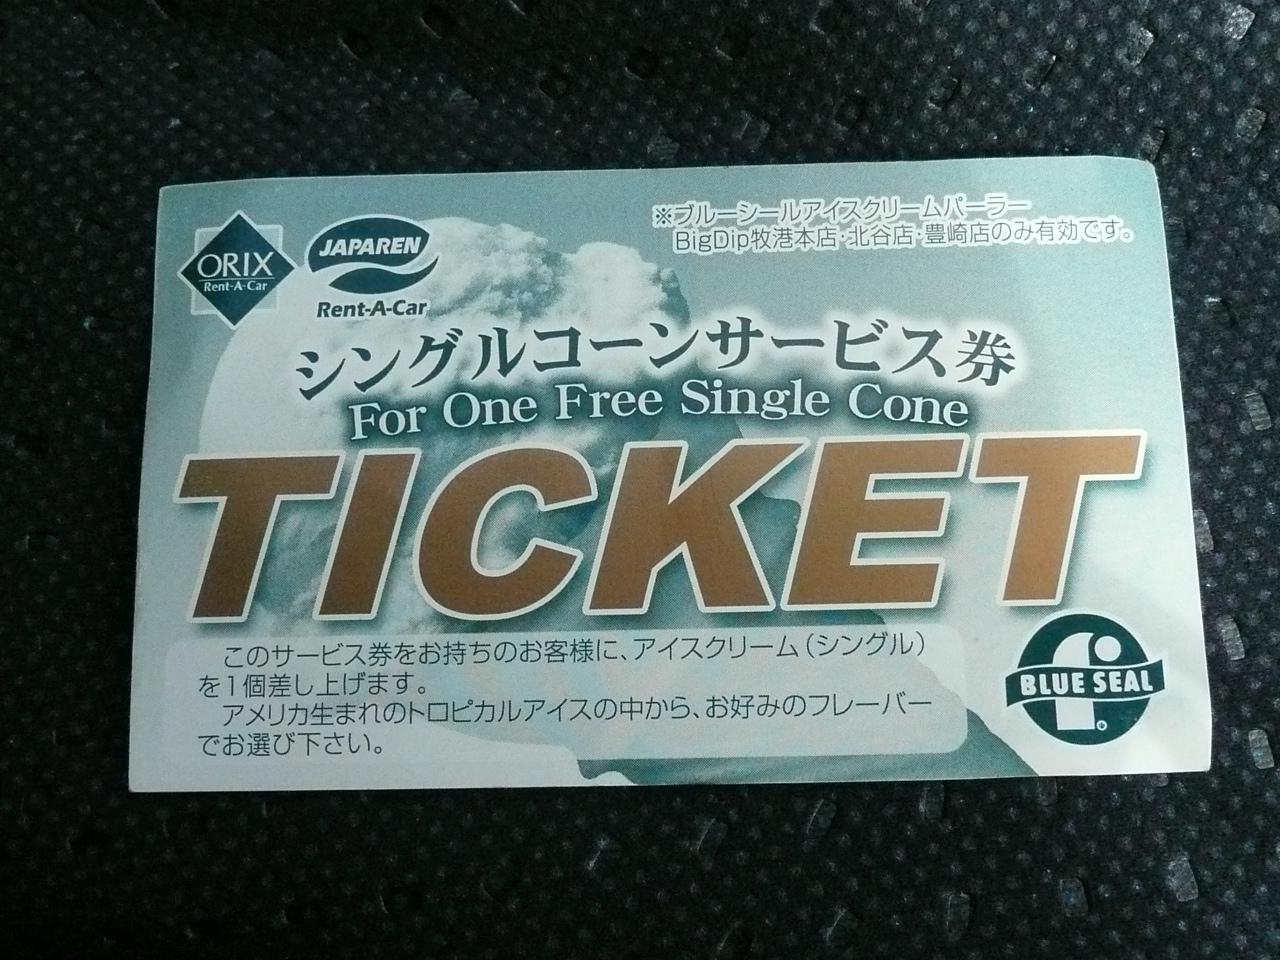 ORIX
Rent-A-Car
JAPAREN
Rent-A-Car
※ブルーシールアイスクリームパーラー
BigDip牧港本店・北谷店・豊崎店のみ有効です。
シングルコーンサービス券
For One Free Single Cone
TICKET
このサービス券をお持ちのお客様に、アイスクリーム(シングル)
を1個差し上げます。
アメリカ生まれのトロピカルアイスの中から、お好みのフレーバー
でお選び下さい。
BLUE SEAL
®